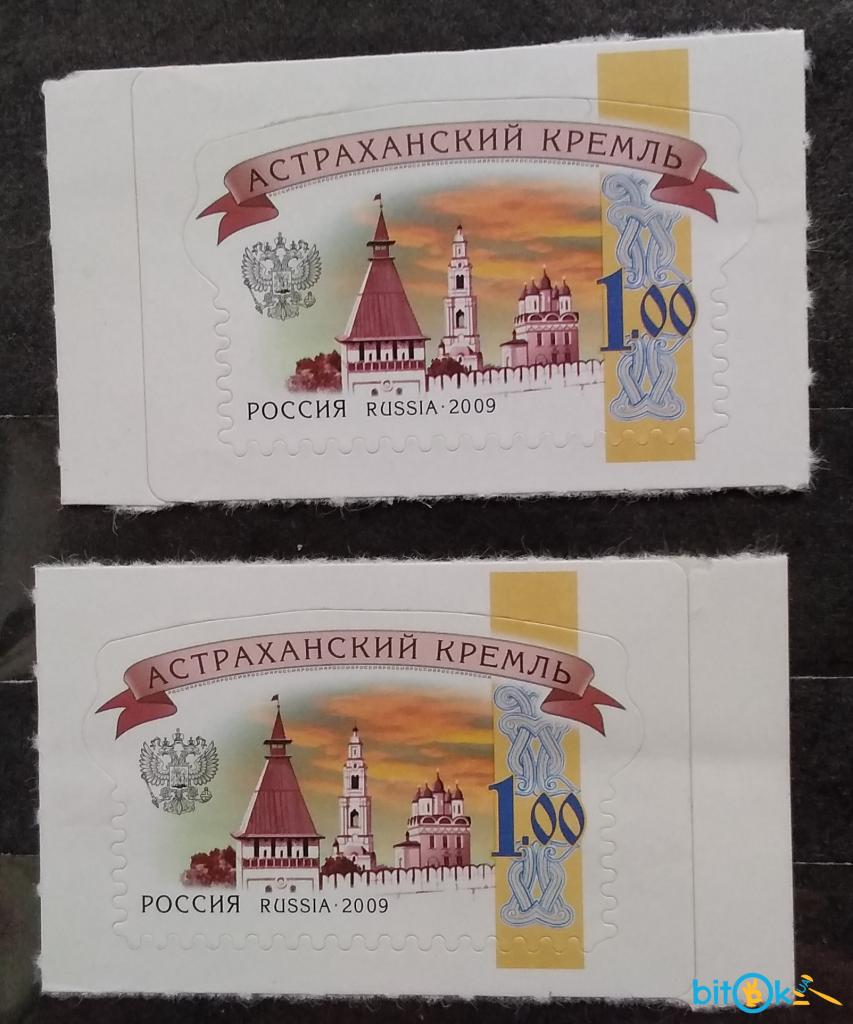 АСТРАХАНСКИЙ КРЕМЛЬ
1.00
РОССИЯ RUSSIA·2009
АСТРАХАНСКИЙ КРЕМЛЬ
1.00
РОССИЯ RUSSIA·2009
bitok